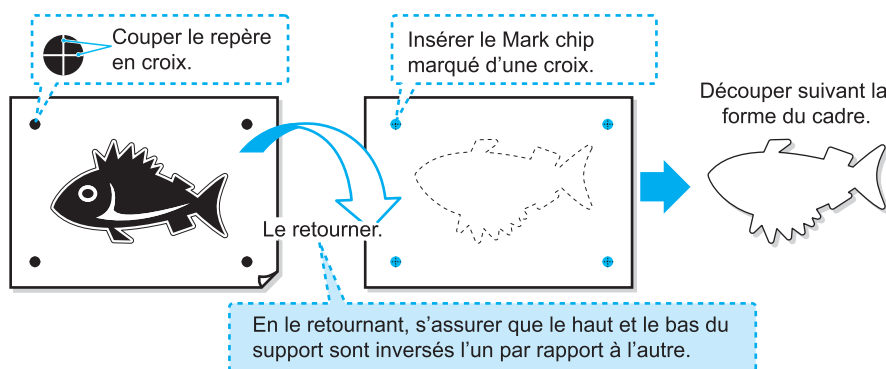 Couper le repère
en croix.
Insérer le Mark chip
marqué d’une croix.
Découper suivant la
forme du cadre.
Le retourner.
En le retournant, s’assurer que le haut et le bas du
support sont inversés l’un par rapport à l’autre.